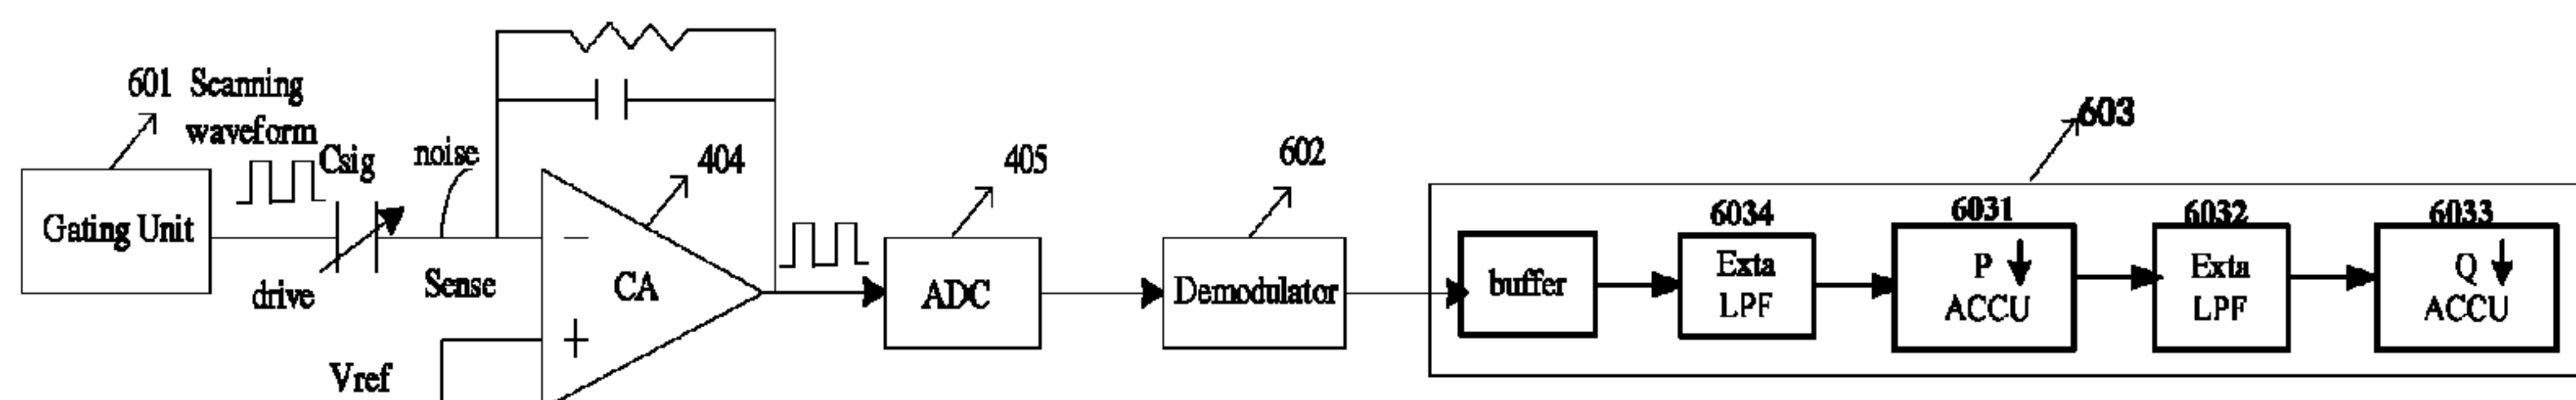 601 Scanning
waveform
Csig
noise
404
405
602
603
Gating Unit
drive
Sense
−
CA
+
Vref
ADC
Demodulator
buffer
6034
Exta
LPF
6031
P
ACCU
6032
Exta
LPF
6033
Q
ACCU